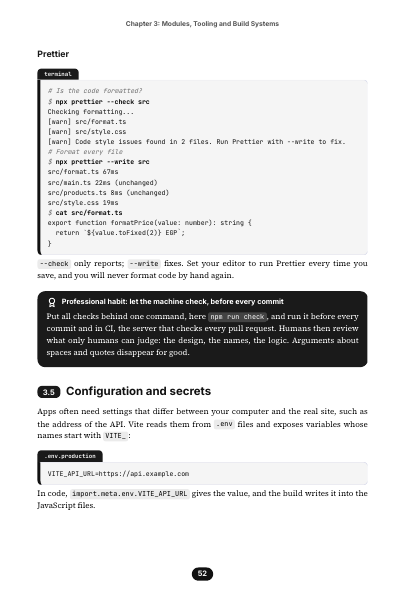 Chapter 3: Modules, Tooling and Build Systems
Prettier
terminal
# Is the code formatted?
$ npx prettier --check src
Checking formatting...
[warn] src/format.ts
[warn] src/style.css
[warn] Code style issues found in 2 files. Run Prettier with --write to fix.
# Format every file
$ npx prettier --write src
src/format.ts 67ms
src/main.ts 22ms (unchanged)
src/products.ts 8ms (unchanged)
src/style.css 19ms
$ cat src/format.ts
export function formatPrice(value: number): string {
  return `${value.toFixed(2)} EGP`;
}
--check only reports; --write fixes. Set your editor to run Prettier every time you
save, and you will never format code by hand again.
Professional habit: let the machine check, before every commit
Put all checks behind one command, here npm run check, and run it before every
commit and in CI, the server that checks every pull request. Humans then review
what only humans can judge: the design, the names, the logic. Arguments about
spaces and quotes disappear for good.
3.5 Configuration and secrets
Apps often need settings that differ between your computer and the real site, such as
the address of the API. Vite reads them from .env files and exposes variables whose
names start with VITE_:
.env.production
VITE_API_URL=https://api.example.com
In code, import.meta.env.VITE_API_URL gives the value, and the build writes it into the
JavaScript files.
52